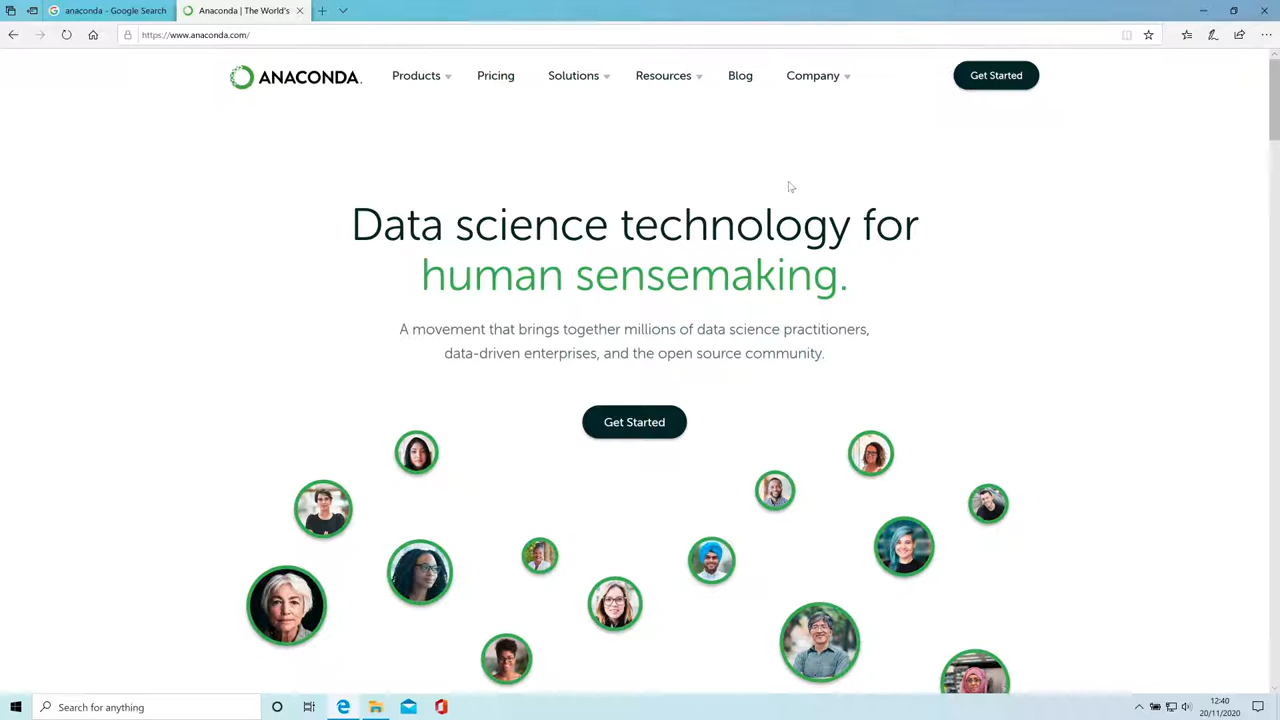 anaconda - Google Search
Anaconda | The World's
https://www.anaconda.com/
ANACONDA.
Products
Pricing
Solutions
Resources
Blog
Company
Get Started
Data science technology for
human sensemaking.
A movement that brings together millions of data science practitioners,
data-driven enterprises, and the open source community.
Get Started
Search for anything
12:40
20/11/2020